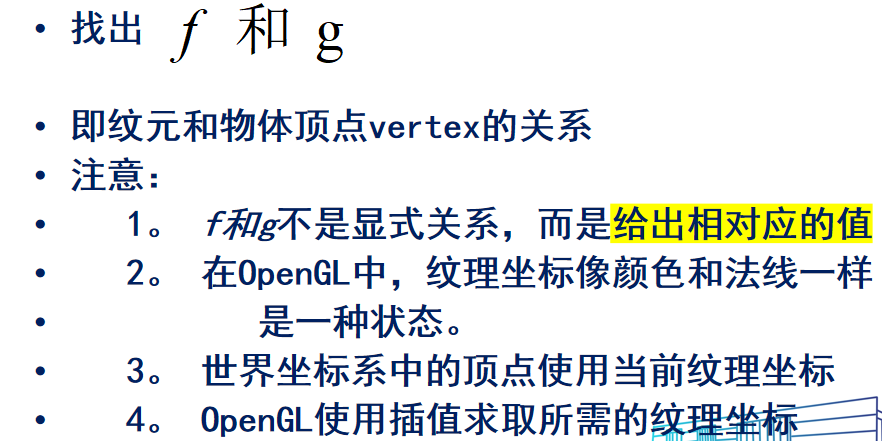 • 找出 f 和 g
• 即纹元和物体顶点vertex的关系
• 注意：
• 1。 f和g不是显式关系，而是给出相对应的值
• 2。 在OpenGL中，纹理坐标像颜色和法线一样
• 是一种状态。
• 3。 世界坐标系中的顶点使用当前纹理坐标
• 4。 OpenGL使用插值求取所需的纹理坐标